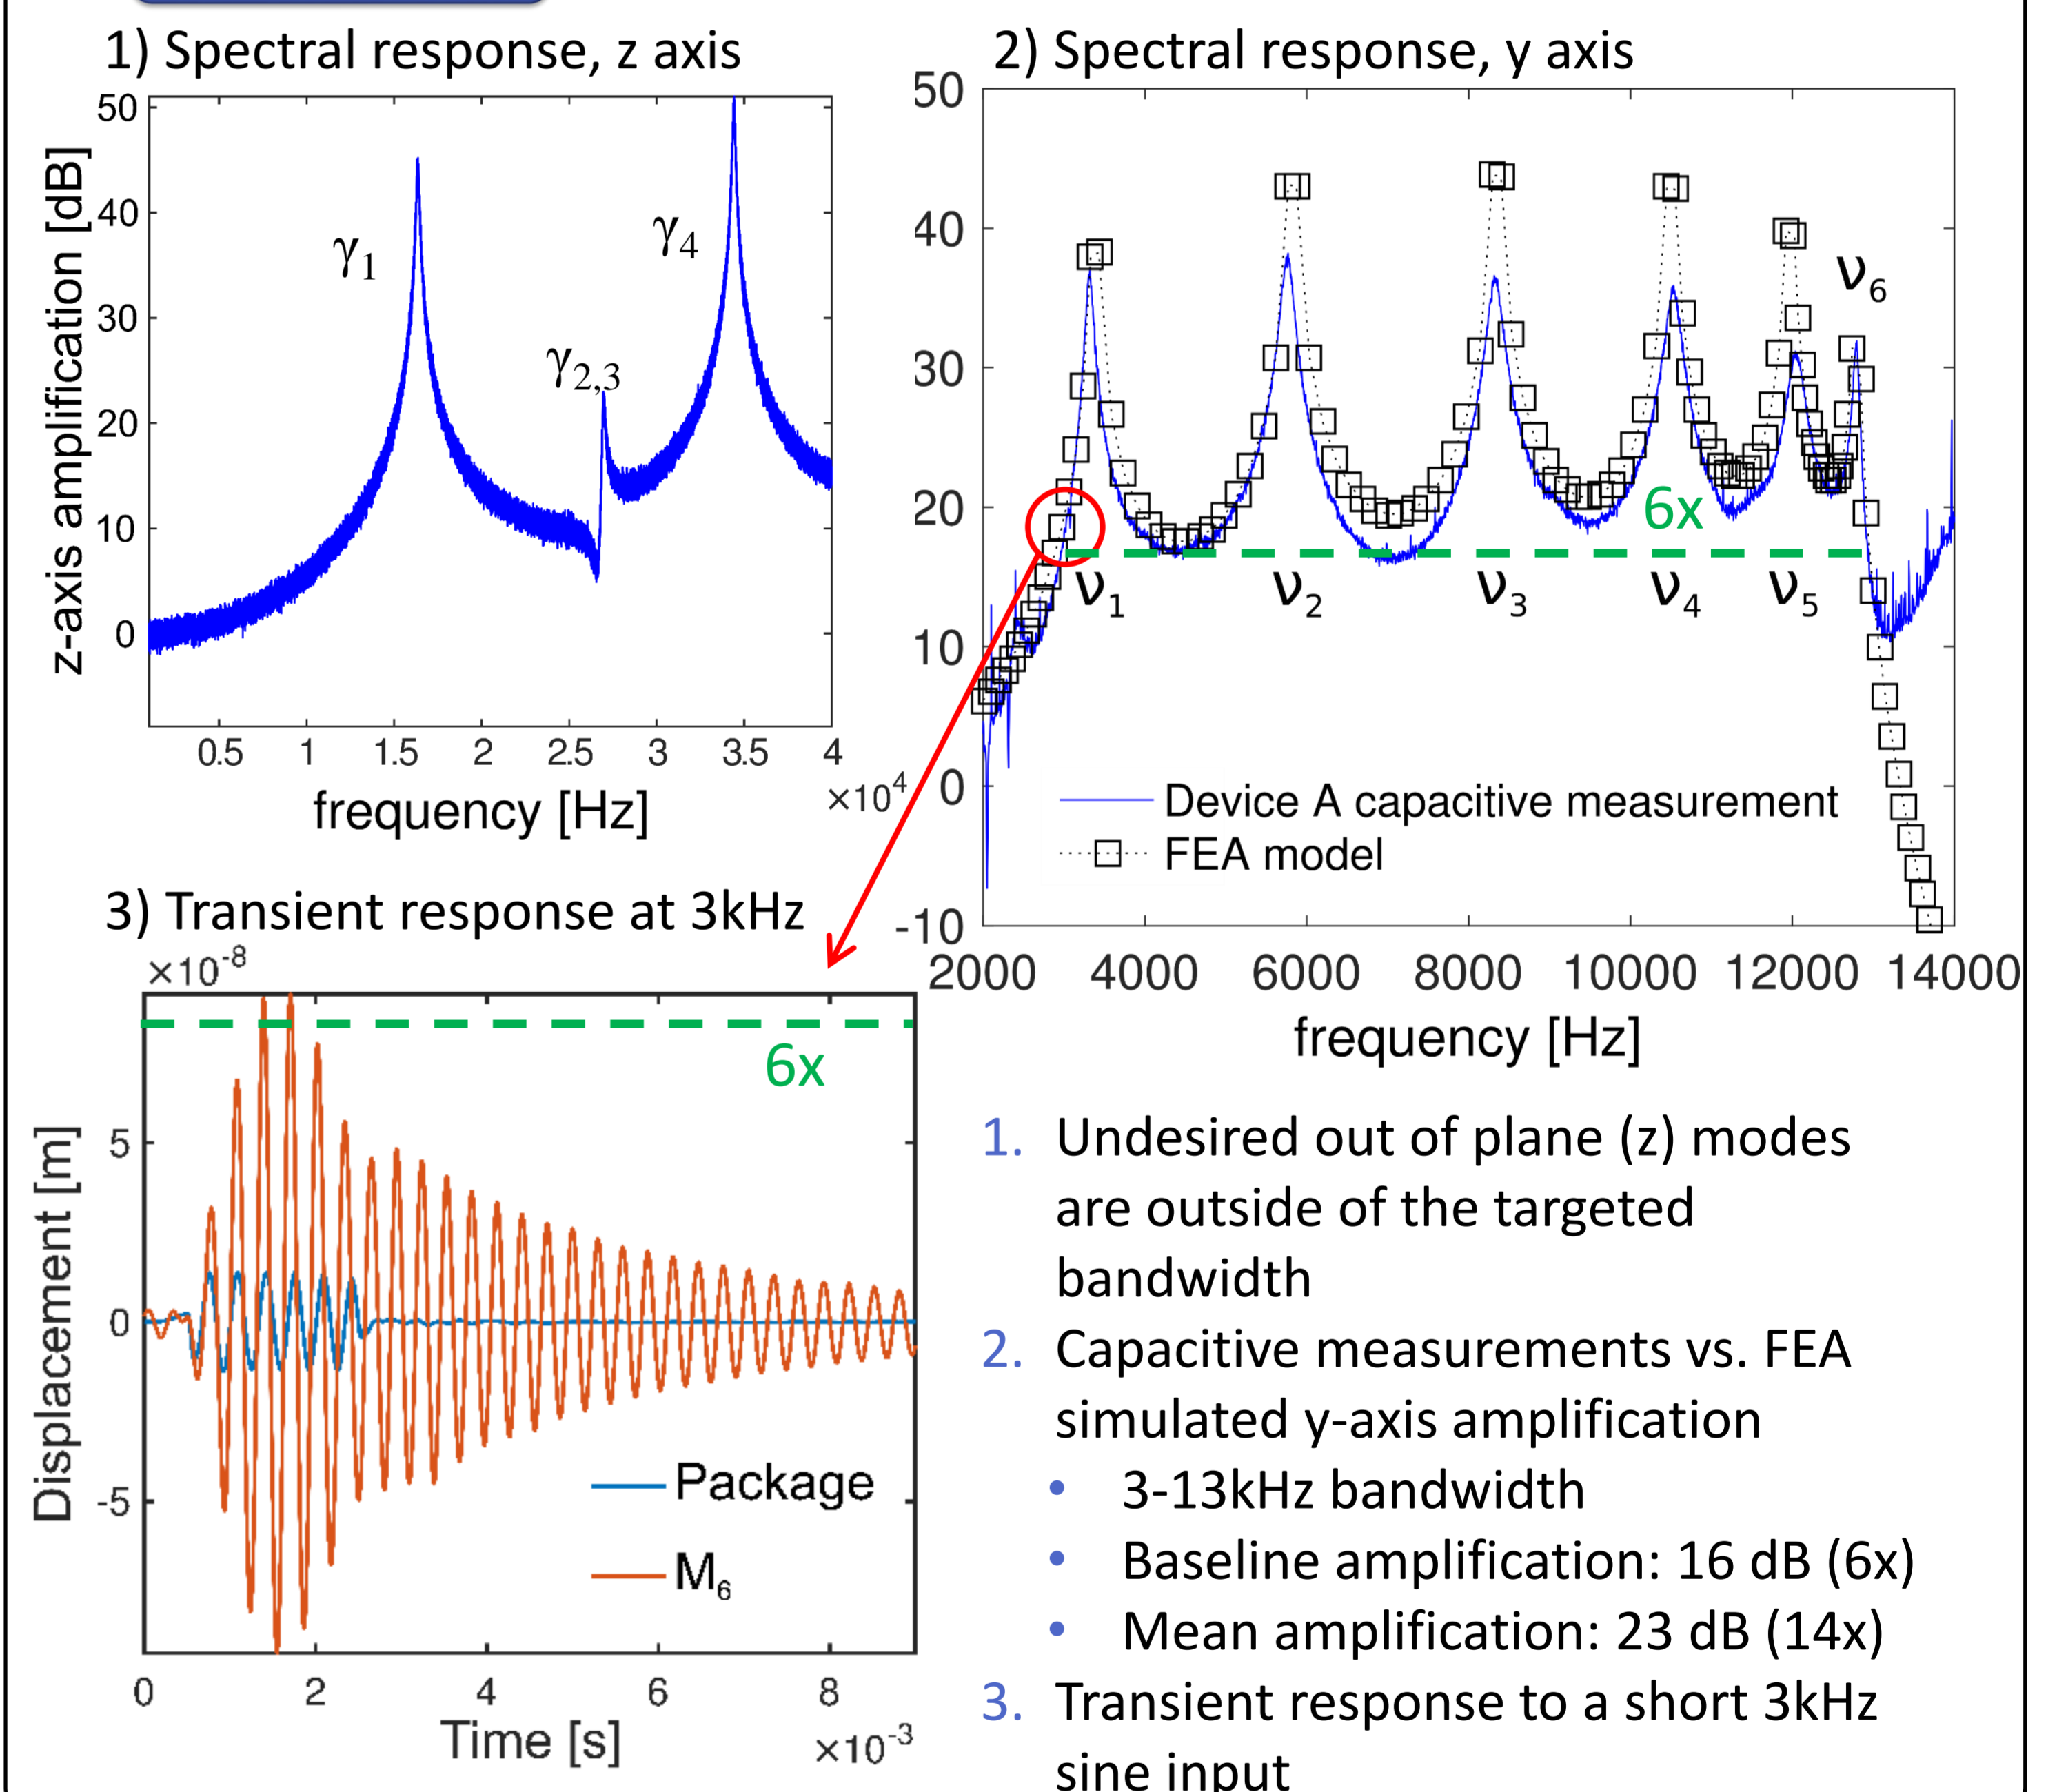 1) Spectral response, z axis
50
40
30
20
10
0
z-axis amplification [dB]
γ1
γ2,3
γ4
0.5 1 1.5 2 2.5 3 3.5 4
×10^4
frequency [Hz]
2) Spectral response, y axis
50
40
30
20
10
0
-10
ν6
6x
ν1 ν2 ν3 ν4 ν5
Device A capacitive measurement
FEA model
2000 4000 6000 8000 10000 12000 14000
frequency [Hz]
3) Transient response at 3kHz
×10^-8
6x
5
0
-5
Displacement [m]
Package
M6
0 2 4 6 8
Time [s]
×10^-3
1. Undesired out of plane (z) modes
are outside of the targeted
bandwidth
2. Capacitive measurements vs. FEA
simulated y-axis amplification
• 3-13kHz bandwidth
• Baseline amplification: 16 dB (6x)
• Mean amplification: 23 dB (14x)
3. Transient response to a short 3kHz
sine input